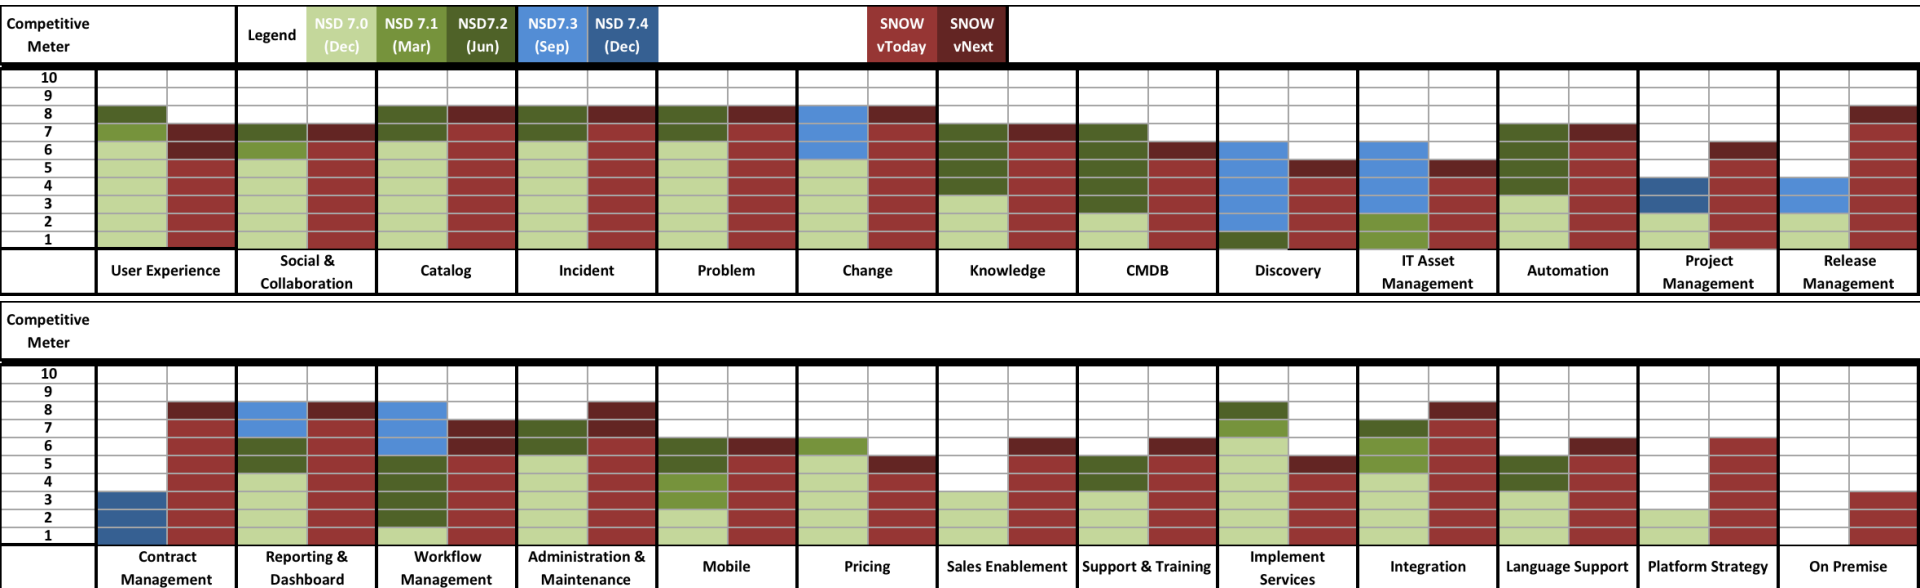 Competitive
Meter
Legend
NSD 7.0
(Dec)
NSD 7.1
(Mar)
NSD7.2
(Jun)
NSD7.3
(Sep)
NSD 7.4
(Dec)
SNOW
vToday
SNOW
vNext
10
9
8
7
6
5
4
3
2
1
User Experience
Social &
Collaboration
Catalog
Incident
Problem
Change
Knowledge
CMDB
Discovery
IT Asset
Management
Automation
Project
Management
Release
Management
Competitive
Meter
10
9
8
7
6
5
4
3
2
1
Contract
Management
Reporting &
Dashboard
Workflow
Management
Administration &
Maintenance
Mobile
Pricing
Sales Enablement
Support & Training
Implement
Services
Integration
Language Support
Platform Strategy
On Premise